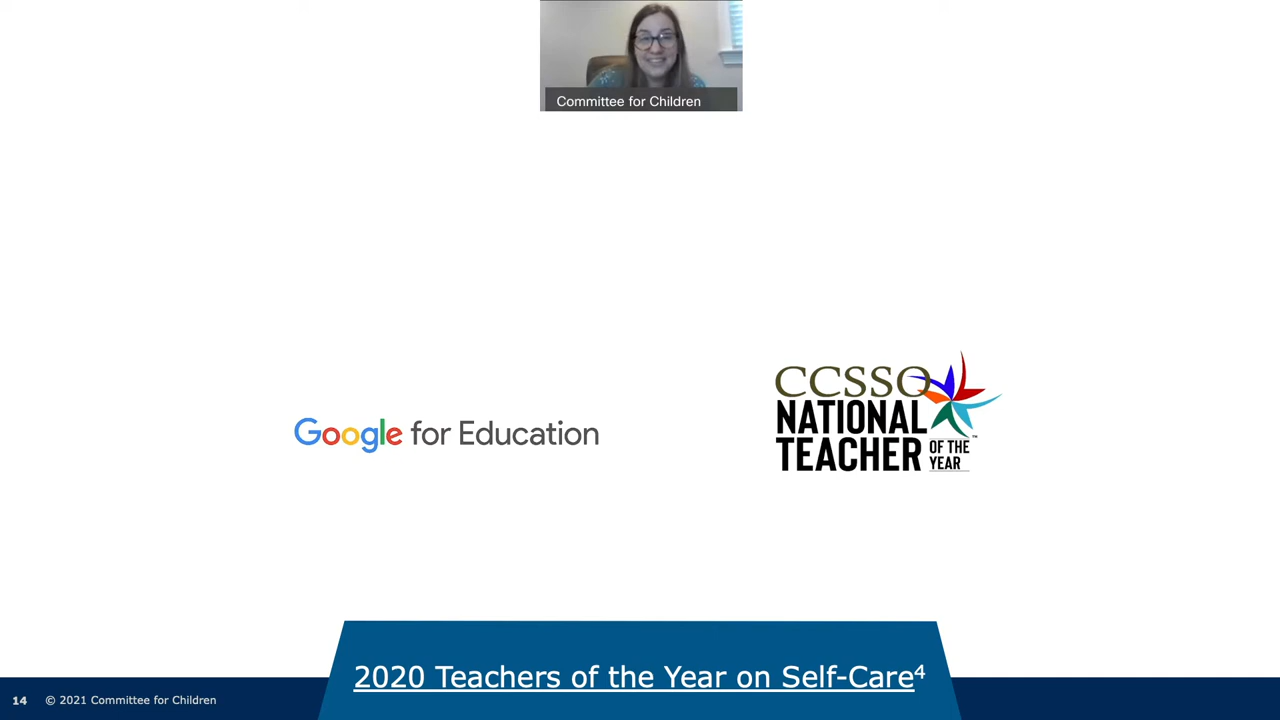 Committee for Children
Google for Education
CCSSO
NATIONAL
TEACHER
OF THE
YEAR
™
2020 Teachers of the Year on Self-Care⁴
14 © 2021 Committee for Children